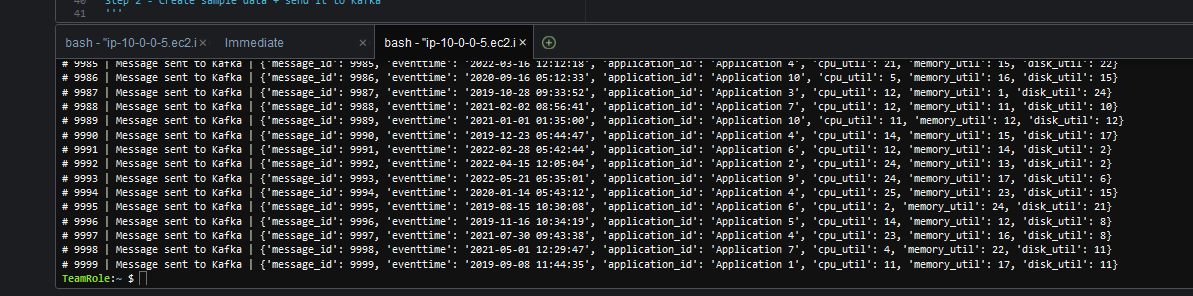 40 Step 2 - Create sample data + send it to Kafka
41 '''
bash - "ip-10-0-0-5.ec2.i × Immediate × bash - "ip-10-0-0-5.ec2.i ×
# 9985 | Message sent to Kafka | {'message_id': 9985, 'eventtime': '2022-03-16 12:12:18', 'application_id': 'Application 4', 'cpu_util': 21, 'memory_util': 15, 'disk_util': 22}
# 9986 | Message sent to Kafka | {'message_id': 9986, 'eventtime': '2020-09-16 05:12:33', 'application_id': 'Application 10', 'cpu_util': 5, 'memory_util': 16, 'disk_util': 15}
# 9987 | Message sent to Kafka | {'message_id': 9987, 'eventtime': '2019-10-28 09:33:52', 'application_id': 'Application 3', 'cpu_util': 12, 'memory_util': 1, 'disk_util': 24}
# 9988 | Message sent to Kafka | {'message_id': 9988, 'eventtime': '2021-02-02 08:56:41', 'application_id': 'Application 7', 'cpu_util': 12, 'memory_util': 11, 'disk_util': 10}
# 9989 | Message sent to Kafka | {'message_id': 9989, 'eventtime': '2021-01-01 01:35:00', 'application_id': 'Application 10', 'cpu_util': 11, 'memory_util': 12, 'disk_util': 12}
# 9990 | Message sent to Kafka | {'message_id': 9990, 'eventtime': '2019-12-23 05:44:47', 'application_id': 'Application 4', 'cpu_util': 14, 'memory_util': 15, 'disk_util': 17}
# 9991 | Message sent to Kafka | {'message_id': 9991, 'eventtime': '2022-02-28 05:42:44', 'application_id': 'Application 6', 'cpu_util': 12, 'memory_util': 14, 'disk_util': 2}
# 9992 | Message sent to Kafka | {'message_id': 9992, 'eventtime': '2022-04-15 12:05:04', 'application_id': 'Application 2', 'cpu_util': 24, 'memory_util': 13, 'disk_util': 2}
# 9993 | Message sent to Kafka | {'message_id': 9993, 'eventtime': '2022-05-21 05:35:01', 'application_id': 'Application 9', 'cpu_util': 24, 'memory_util': 17, 'disk_util': 6}
# 9994 | Message sent to Kafka | {'message_id': 9994, 'eventtime': '2020-01-14 05:43:12', 'application_id': 'Application 4', 'cpu_util': 25, 'memory_util': 23, 'disk_util': 15}
# 9995 | Message sent to Kafka | {'message_id': 9995, 'eventtime': '2019-08-15 10:30:08', 'application_id': 'Application 6', 'cpu_util': 2, 'memory_util': 24, 'disk_util': 21}
# 9996 | Message sent to Kafka | {'message_id': 9996, 'eventtime': '2019-11-16 10:34:19', 'application_id': 'Application 5', 'cpu_util': 14, 'memory_util': 12, 'disk_util': 8}
# 9997 | Message sent to Kafka | {'message_id': 9997, 'eventtime': '2021-07-30 09:43:38', 'application_id': 'Application 4', 'cpu_util': 23, 'memory_util': 16, 'disk_util': 8}
# 9998 | Message sent to Kafka | {'message_id': 9998, 'eventtime': '2021-05-01 12:29:47', 'application_id': 'Application 7', 'cpu_util': 4, 'memory_util': 22, 'disk_util': 11}
# 9999 | Message sent to Kafka | {'message_id': 9999, 'eventtime': '2019-09-08 11:44:35', 'application_id': 'Application 1', 'cpu_util': 11, 'memory_util': 17, 'disk_util': 11}
TeamRole:~ $